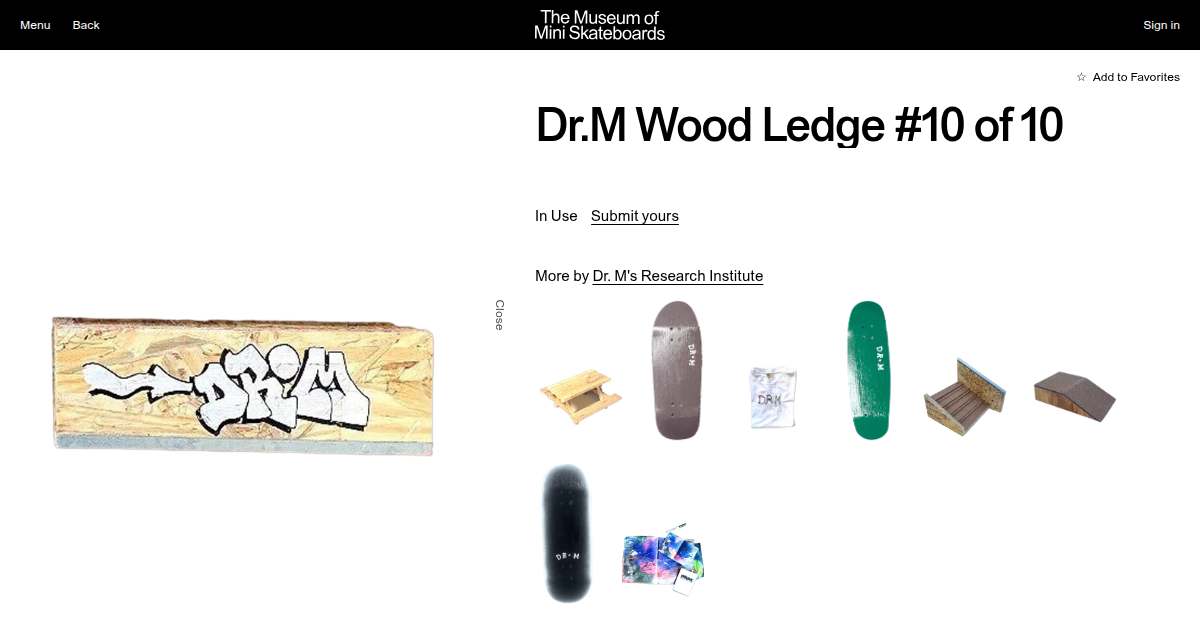 Menu Back
The Museum of
Mini Skateboards
Sign in
☆ Add to Favorites
Dr.M Wood Ledge #10 of 10
In Use Submit yours
More by Dr. M's Research Institute
Close
DR.M
DR•M
DRM
DR•M
DR•M